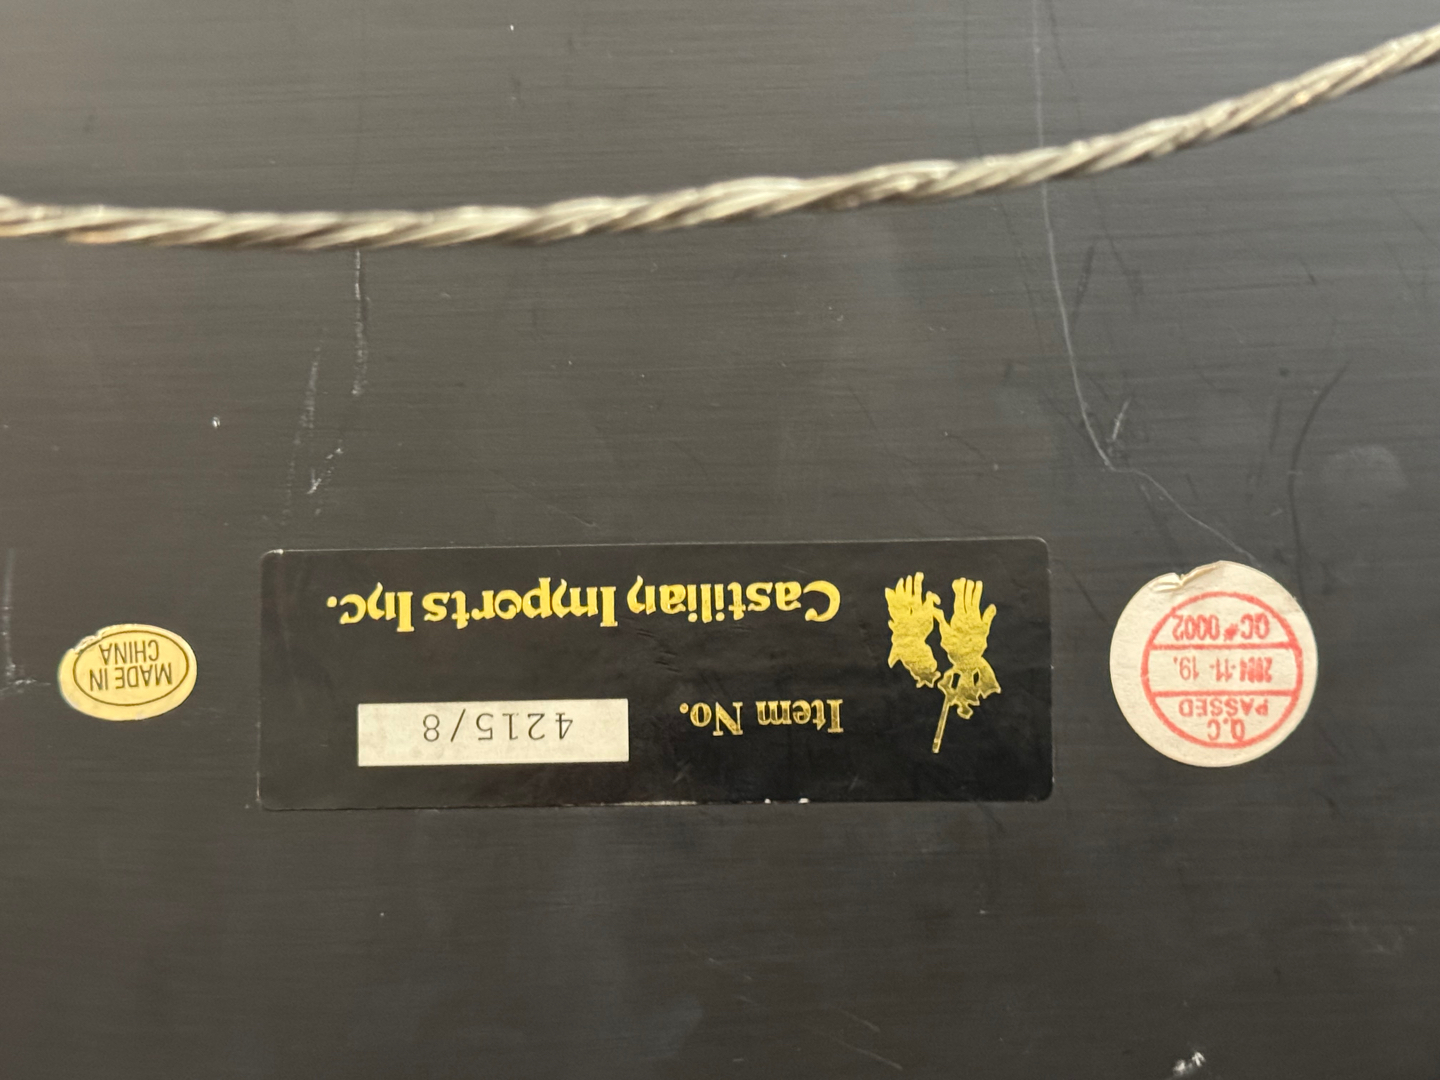 Castilian Imports Inc.
Item No. 4215/8
Q.C
PASSED
2004-11-19.
QC# 0002
MADE IN
CHINA